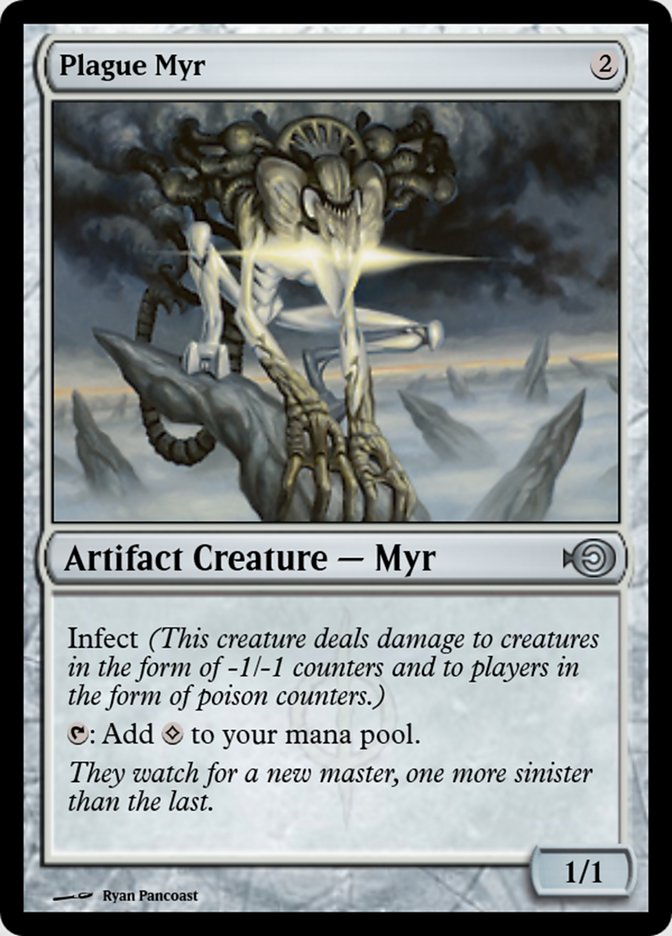 Plague Myr
2
Artifact Creature — Myr
Infect (This creature deals damage to creatures
in the form of -1/-1 counters and to players in
the form of poison counters.)
: Add to your mana pool.
They watch for a new master, one more sinister
than the last.
1/1
Ryan Pancoast